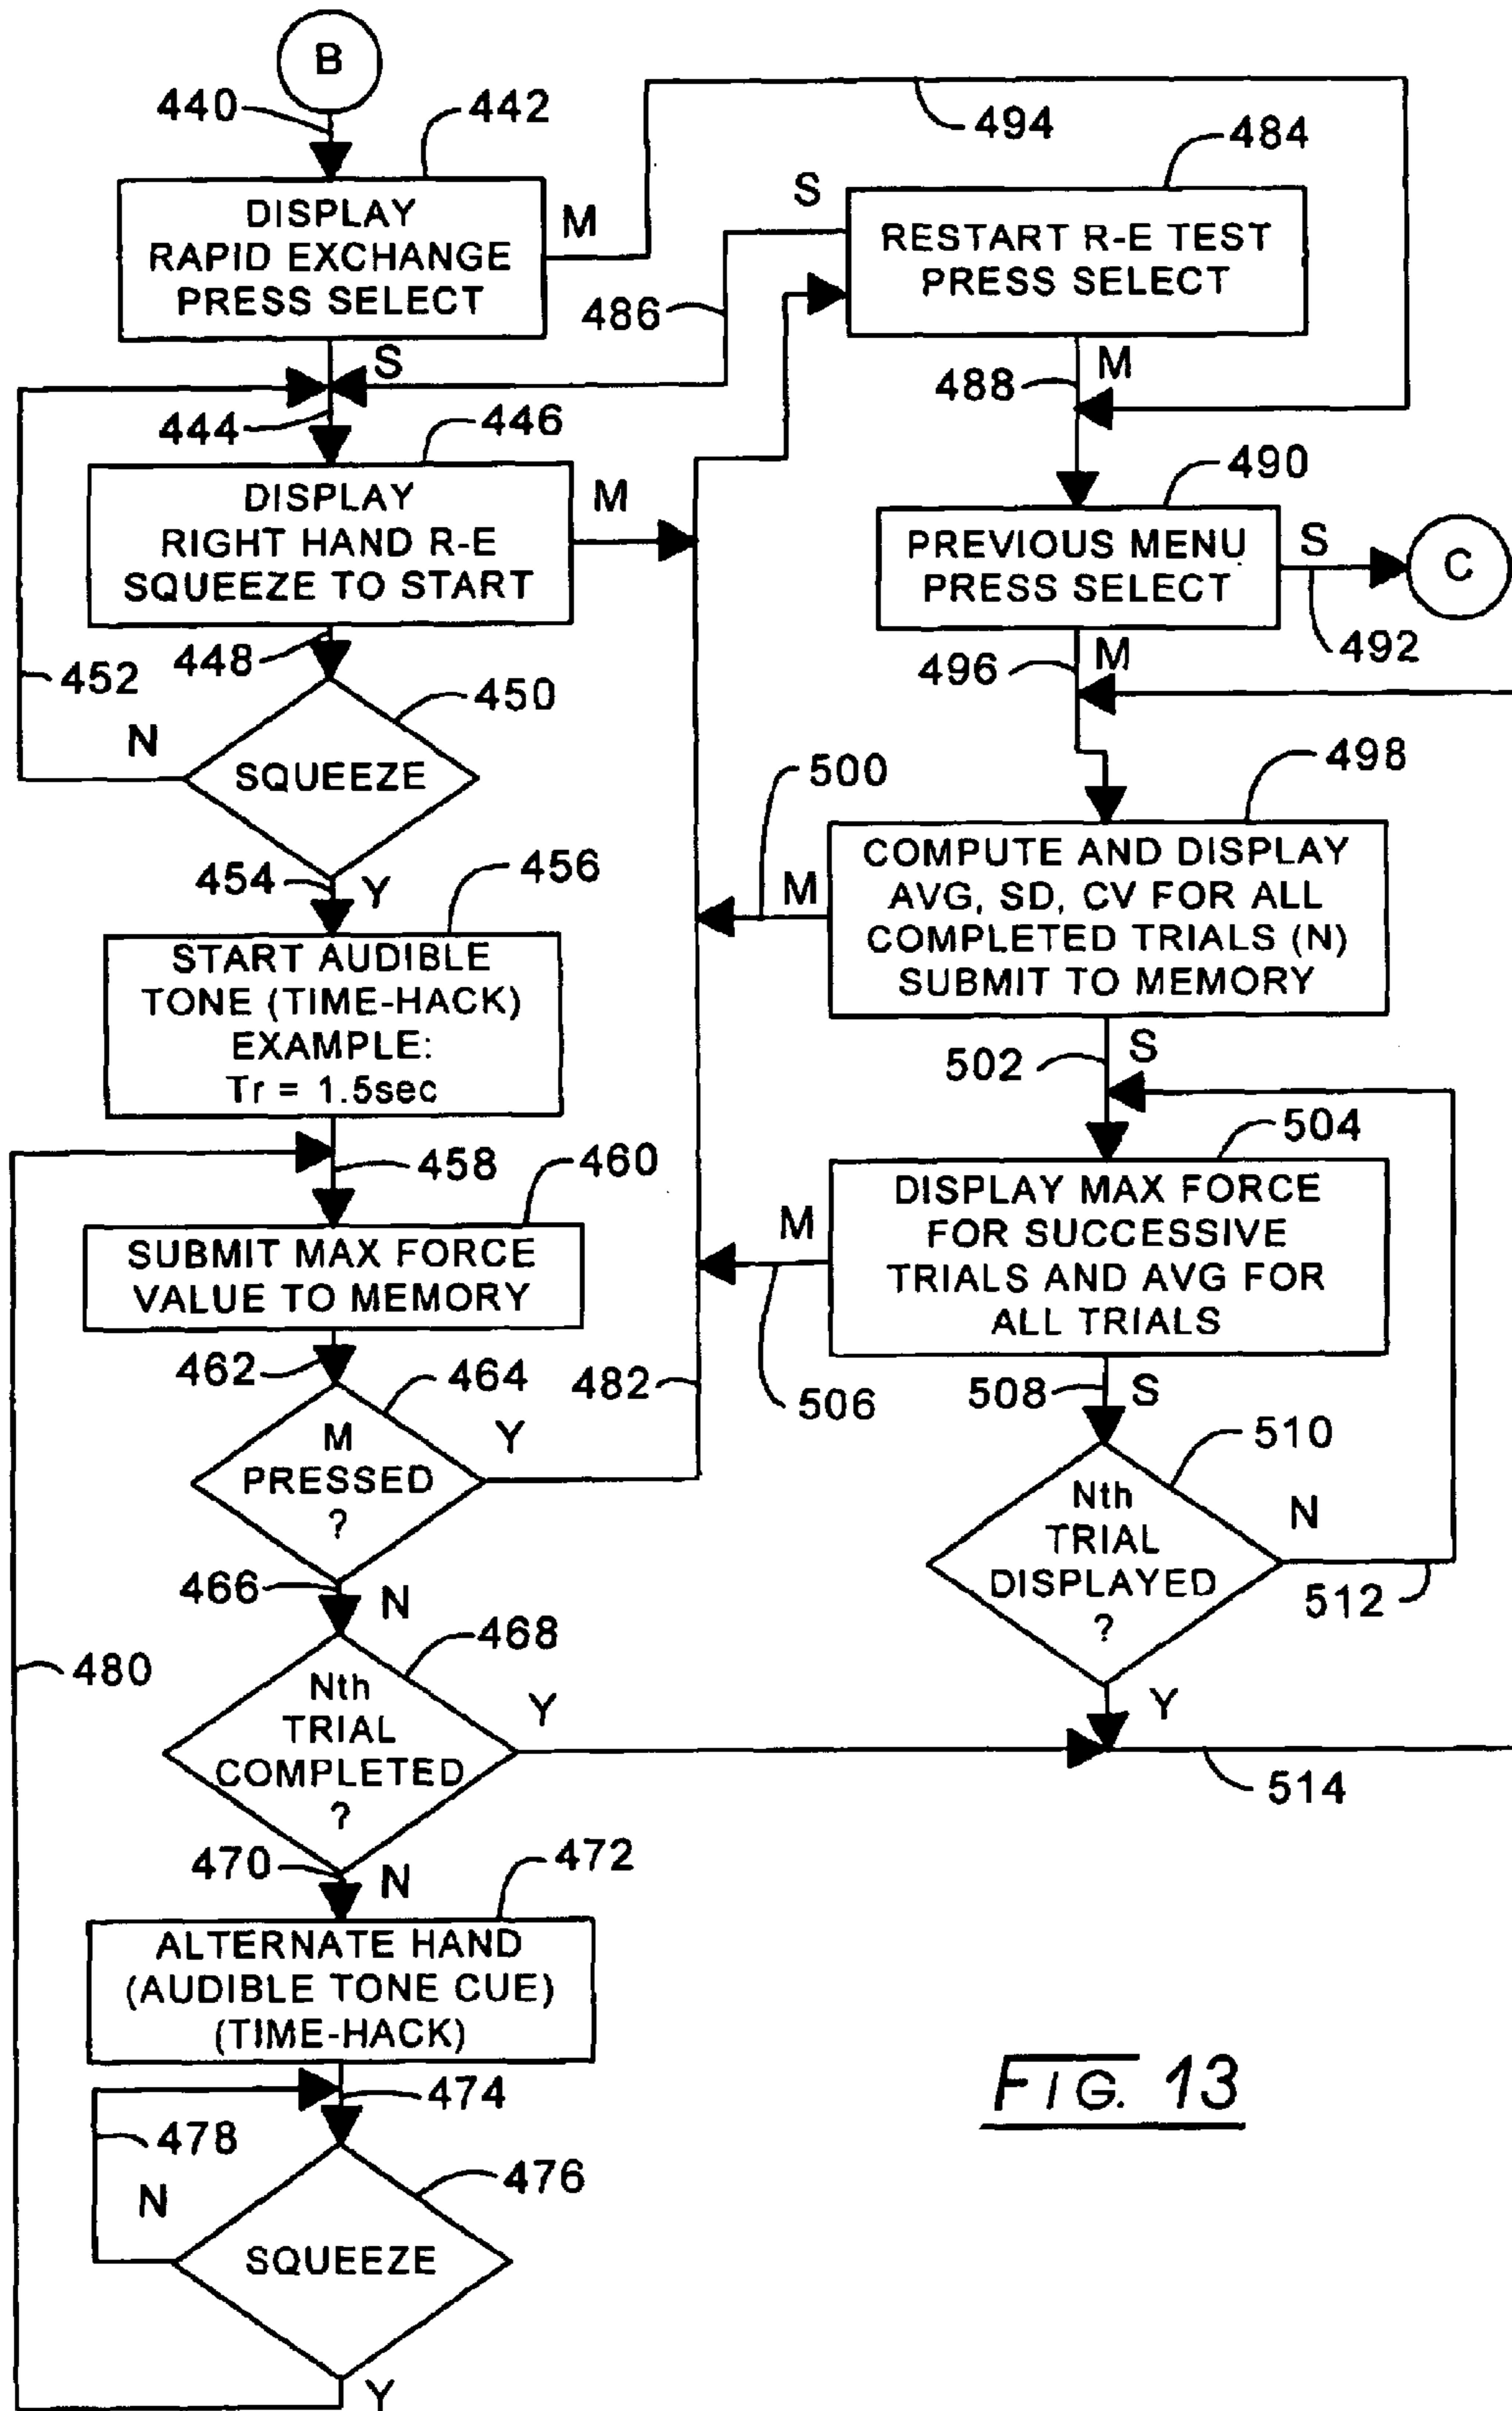 B
440
442
DISPLAY
RAPID EXCHANGE
PRESS SELECT
M
494
S
444
446
DISPLAY
RIGHT HAND R-E
SQUEEZE TO START
M
448
452
450
N
SQUEEZE
454
Y
456
START AUDIBLE
TONE (TIME-HACK)
EXAMPLE:
Tr = 1.5sec
458
460
SUBMIT MAX FORCE
VALUE TO MEMORY
462
464
482
M
PRESSED
?
Y
466
N
468
480
Nth
TRIAL
COMPLETED
?
Y
470
N
472
ALTERNATE HAND
(AUDIBLE TONE CUE)
(TIME-HACK)
474
478
476
N
SQUEEZE
Y
484
S
RESTART R-E TEST
PRESS SELECT
486
488
M
490
PREVIOUS MENU
PRESS SELECT
S
C
492
496
M
498
500
COMPUTE AND DISPLAY
AVG, SD, CV FOR ALL
COMPLETED TRIALS (N)
SUBMIT TO MEMORY
M
502
S
504
DISPLAY MAX FORCE
FOR SUCCESSIVE
TRIALS AND AVG FOR
ALL TRIALS
M
506
508
S
510
Nth
TRIAL
DISPLAYED
?
N
512
Y
514
FIG. 13